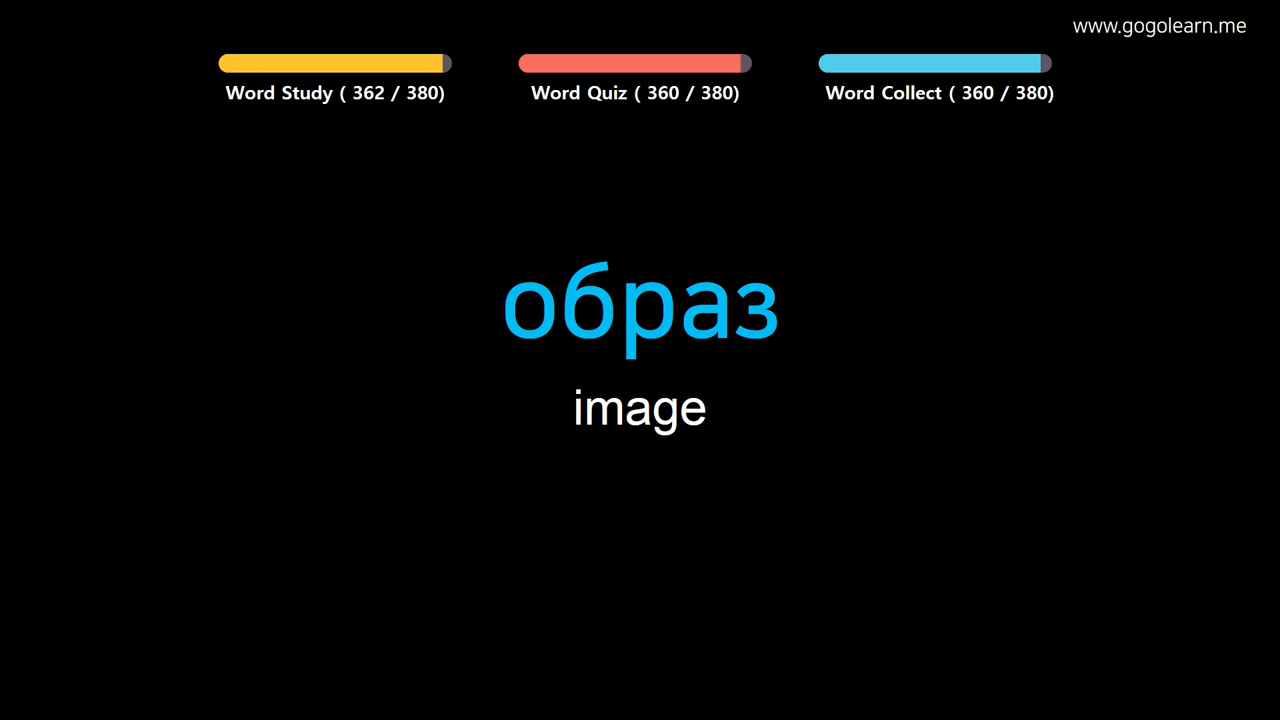 www.gogolearn.me
Word Study ( 362 / 380)
Word Quiz ( 360 / 380)
Word Collect ( 360 / 380)
образ
image